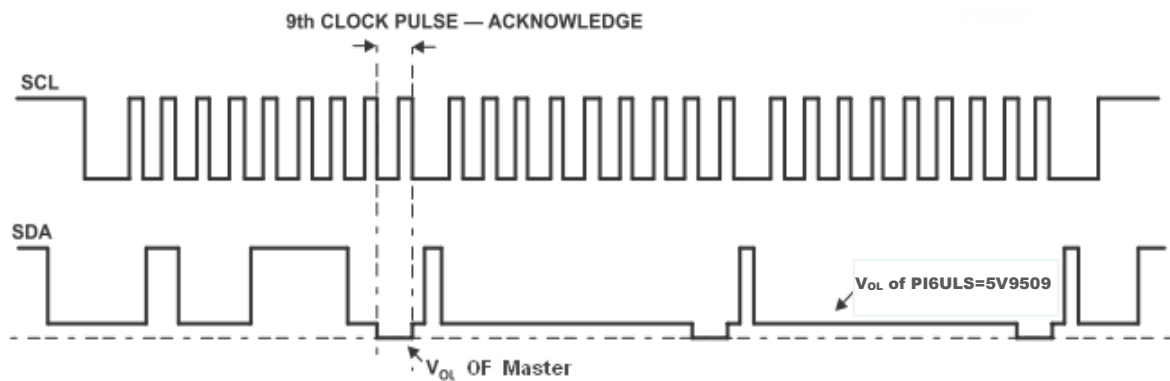 9th CLOCK PULSE — ACKNOWLEDGE
SCL
SDA
VOL of PI6ULS=5V9509
VOL OF Master